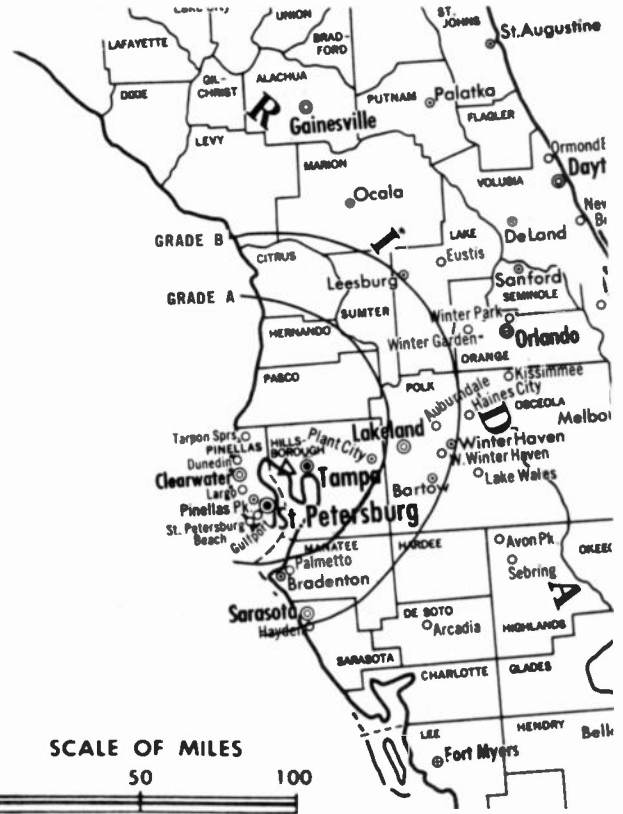 UNION
ST. JOHNS
St. Augustine
LAFAYETTE
BRAD-
FORD
DIXIE
GIL-
CHRIST
ALACHUA
R
Gainesville
PUTNAM
Palatka
FLAGLER
LEVY
MARION
Ocala
VOLUSIA
DeLand
GRADE B
CITRUS
I
LAKE
Eustis
Leesburg
Sanford
SEMINOLE
GRADE A
SUMTER
HERNANDO
Winter Park
Orlando
Winter Garden
ORANGE
PASCO
POLK
Kissimmee
Auburndale
Haines City
OSCEOLA
D
Tarpon Sprs.
PINELLAS
HILLS-
BOROUGH
Plant City
Lakeland
Winter Haven
W. Winter Haven
Dunedin
Clearwater
Tampa
Lake Wales
Largo
Bartow
Pinellas Pk.
St. Petersburg
St. Petersburg
Beach
Gulfport
MANATEE
HARDEE
Avon Pk.
Palmetto
Bradenton
Sebring
A
Sarasota
DE SOTO
Arcadia
HIGHLANDS
Hayden
SARASOTA
CHARLOTTE
GLADES
LEE
HENDRY
Fort Myers
SCALE OF MILES
50
100